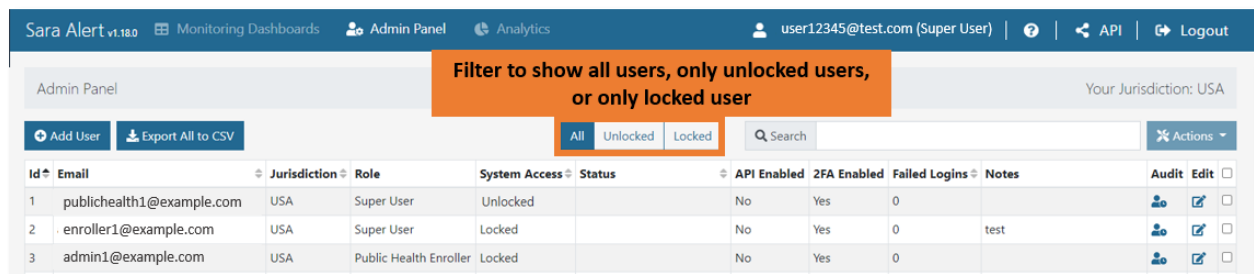 Sara Alert v1.18.0 Monitoring Dashboards Admin Panel Analytics user12345@test.com (Super User) API Logout
Filter to show all users, only unlocked users,
or only locked user
Admin Panel Your Jurisdiction: USA
Add User Export All to CSV All Unlocked Locked Search Actions
Id Email Jurisdiction Role System Access Status API Enabled 2FA Enabled Failed Logins Notes Audit Edit
1 publichealth1@example.com USA Super User Unlocked No Yes 0
2 enroller1@example.com USA Super User Locked No Yes 0 test
3 admin1@example.com USA Public Health Enroller Locked No Yes 0